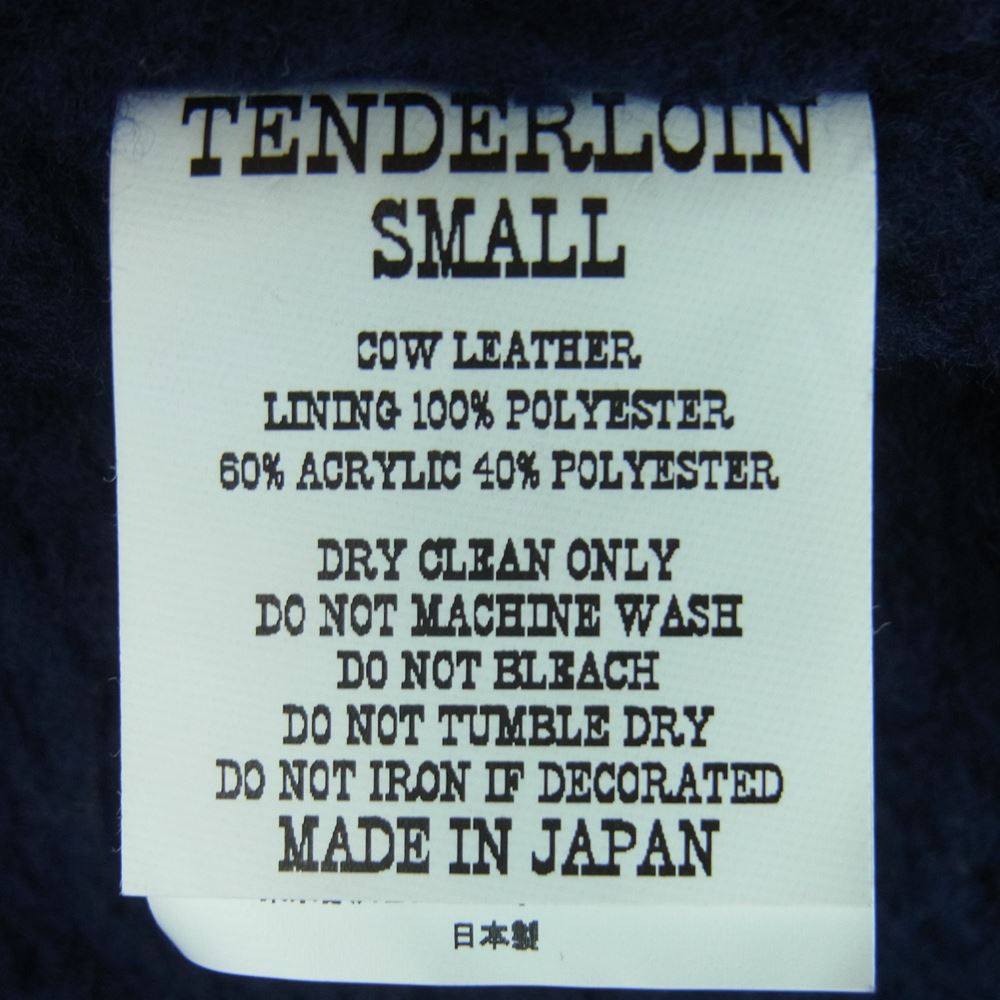 TENDERLOIN
SMALL
COW LEATHER
LINING 100% POLYESTER
60% ACRYLIC 40% POLYESTER
DRY CLEAN ONLY
DO NOT MACHINE WASH
DO NOT BLEACH
DO NOT TUMBLE DRY
DO NOT IRON IF DECORATED
MADE IN JAPAN
日本製